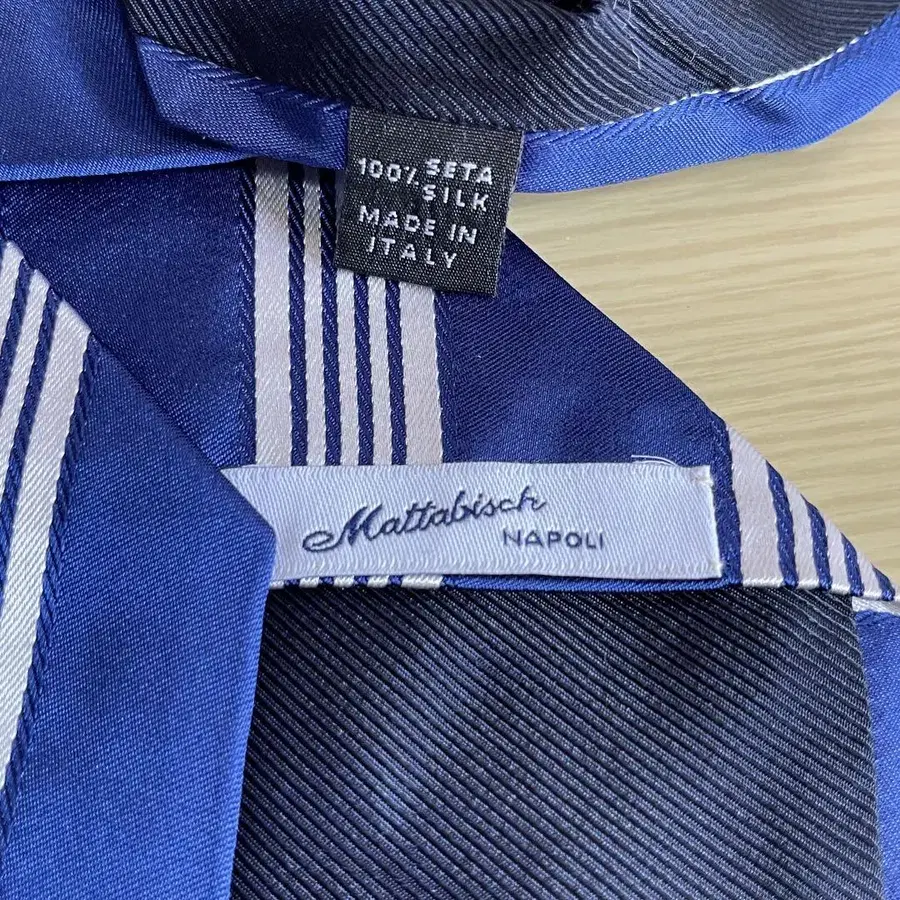 100% SETA
SILK
MADE IN
ITALY
Mattabisch
NAPOLI